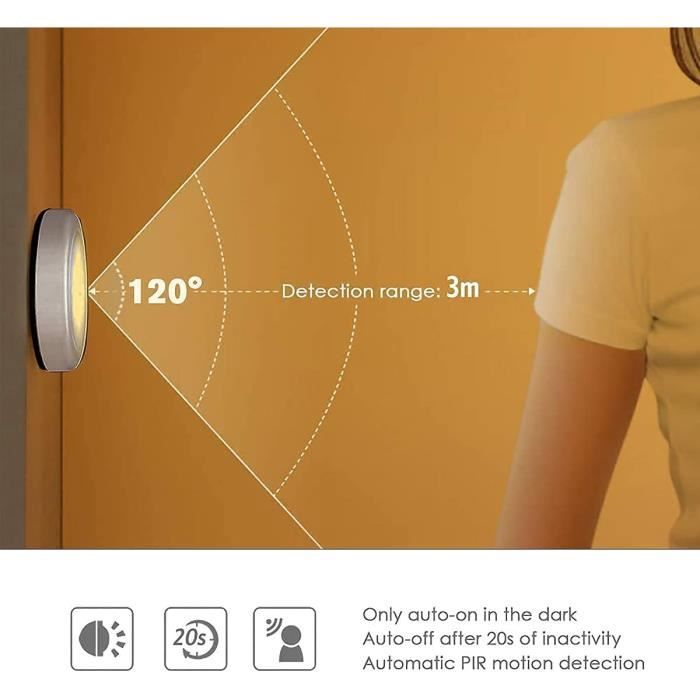 120°
Detection range: 3m
20s
Only auto-on in the dark
Auto-off after 20s of inactivity
Automatic PIR motion detection